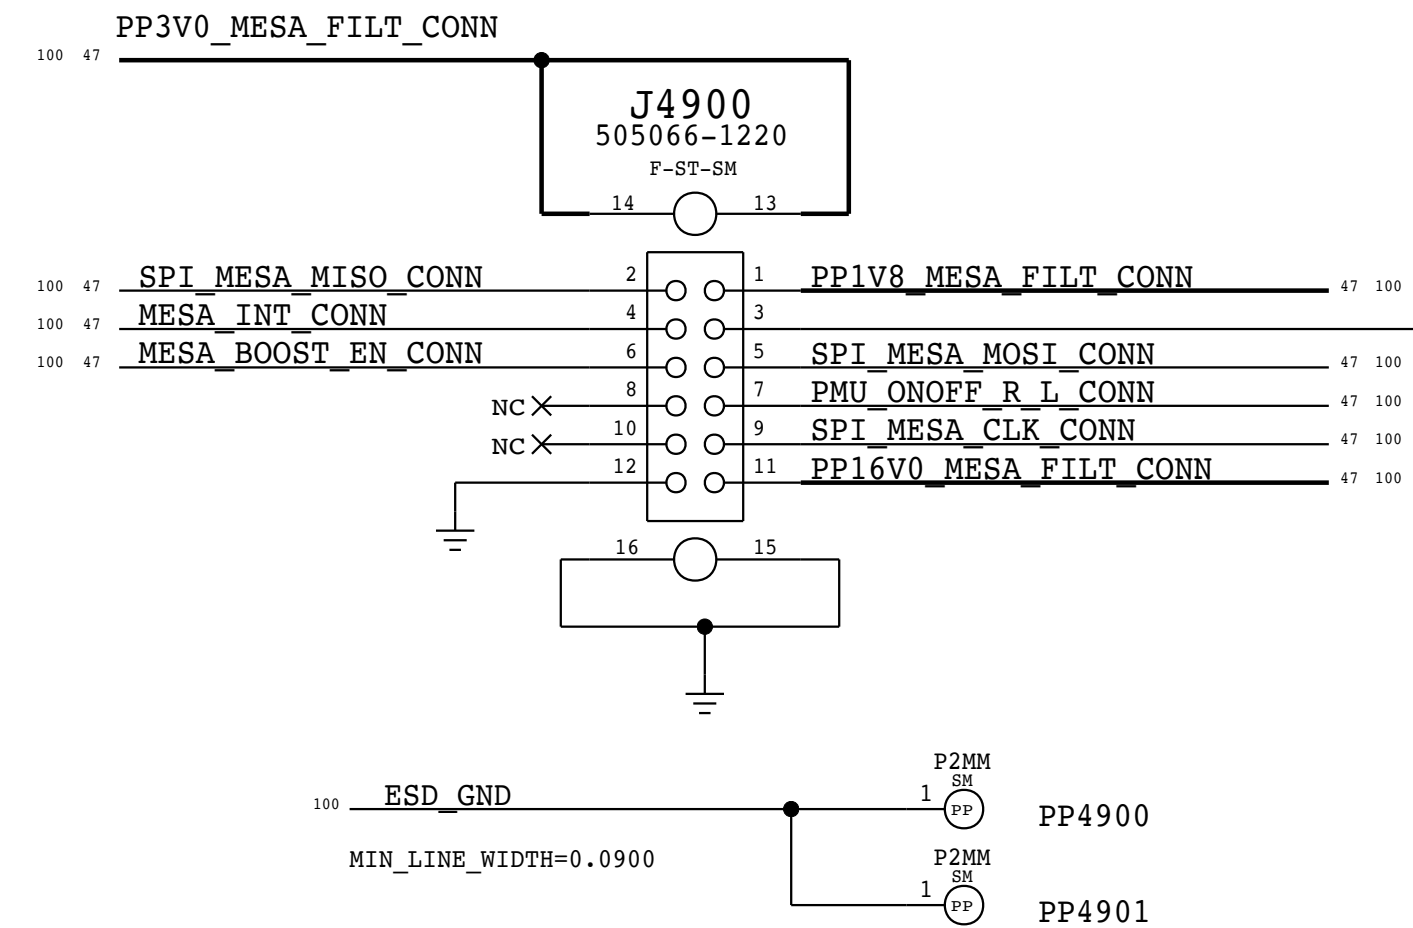 PP3V0_MESA_FILT_CONN
100 47
J4900
505066-1220
F-ST-SM
14 13
100 47 SPI_MESA_MISO_CONN 2 1 PP1V8_MESA_FILT_CONN 47 100
100 47 MESA_INT_CONN 4 3
100 47 MESA_BOOST_EN_CONN 6 5 SPI_MESA_MOSI_CONN 47 100
NC 8 7 PMU_ONOFF_R_L_CONN 47 100
NC 10 9 SPI_MESA_CLK_CONN 47 100
12 11 PP16V0_MESA_FILT_CONN 47 100
16 15
P2MM
SM
100 ESD_GND 1 PP PP4900
MIN_LINE_WIDTH=0.0900
P2MM
SM
1 PP PP4901